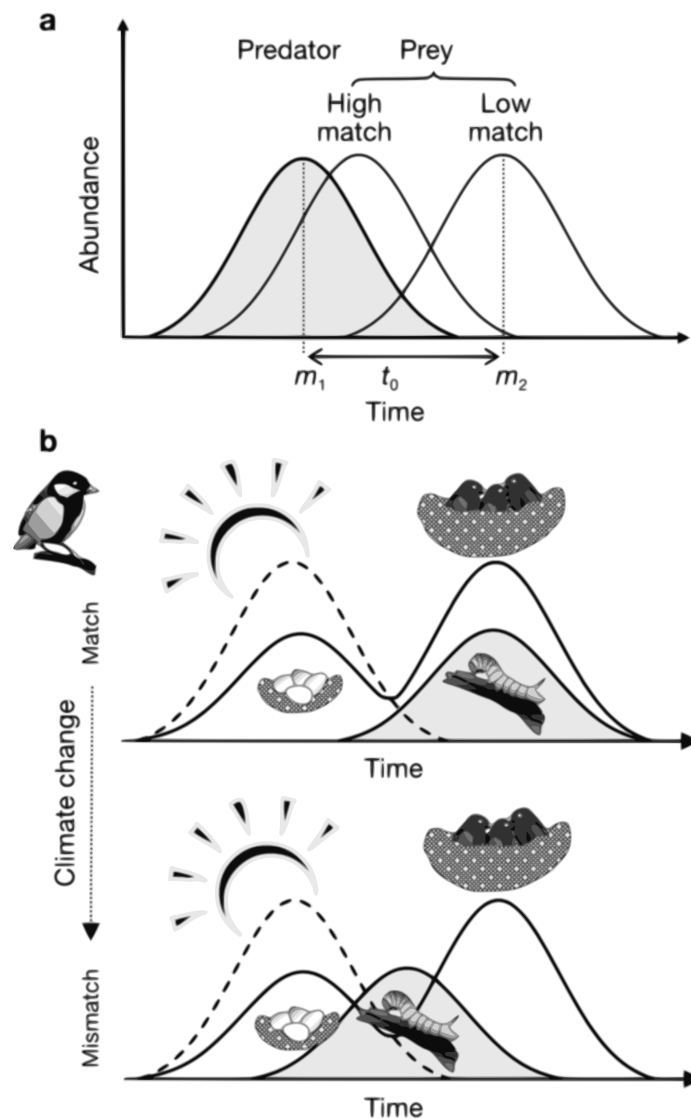 a
Predator Prey
High match
Low match
Abundance
m1 t0 m2
Time
b
Match
Time
Climate change
Mismatch
Time